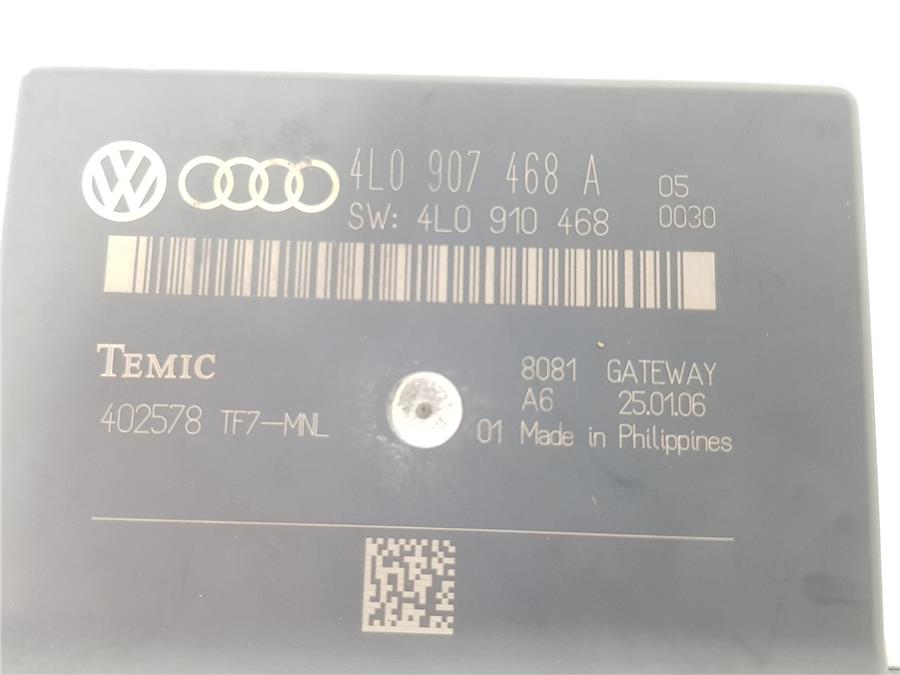 4L0 907 468 A 05
SW: 4L0 910 468 0030
TEMIC
8081 GATEWAY
A6 25.01.06
402578 TF7-MNL
01 Made in Philippines